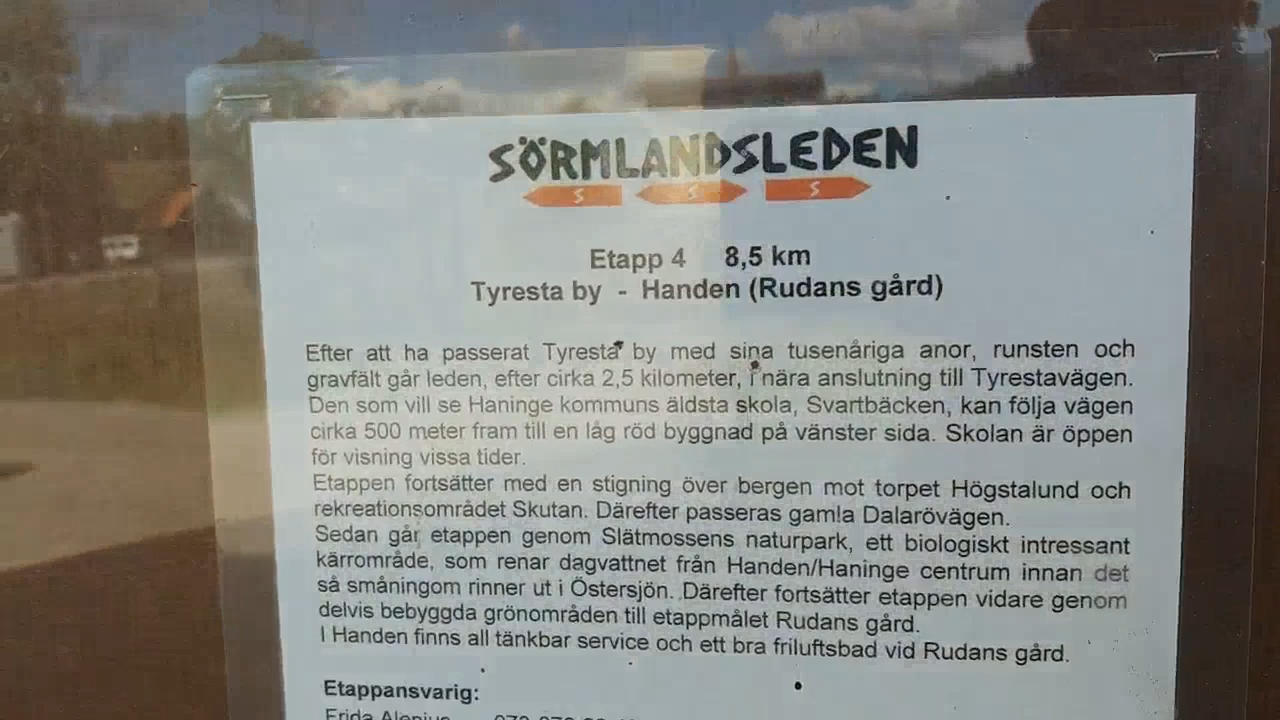 SÖRMLANDSLEDEN
S S S
Etapp 4 8,5 km
Tyresta by - Handen (Rudans gård)
Efter att ha passerat Tyresta by med sina tusenåriga anor, runsten och
gravfält går leden, efter cirka 2,5 kilometer, i nära anslutning till Tyrestavägen.
Den som vill se Haninge kommuns äldsta skola, Svartbäcken, kan följa vägen
cirka 500 meter fram till en låg röd byggnad på vänster sida. Skolan är öppen
för visning vissa tider.
Etappen fortsätter med en stigning över bergen mot torpet Högstalund och
rekreationsområdet Skutan. Därefter passeras gamla Dalarövägen.
Sedan går etappen genom Slätmossens naturpark, ett biologiskt intressant
kärrområde, som renar dagvattnet från Handen/Haninge centrum innan det
så småningom rinner ut i Östersjön. Därefter fortsätter etappen vidare genom
delvis bebyggda grönområden till etappmålet Rudans gård.
I Handen finns all tänkbar service och ett bra friluftsbad vid Rudans gård.
Etappansvarig:
Frida Alenius